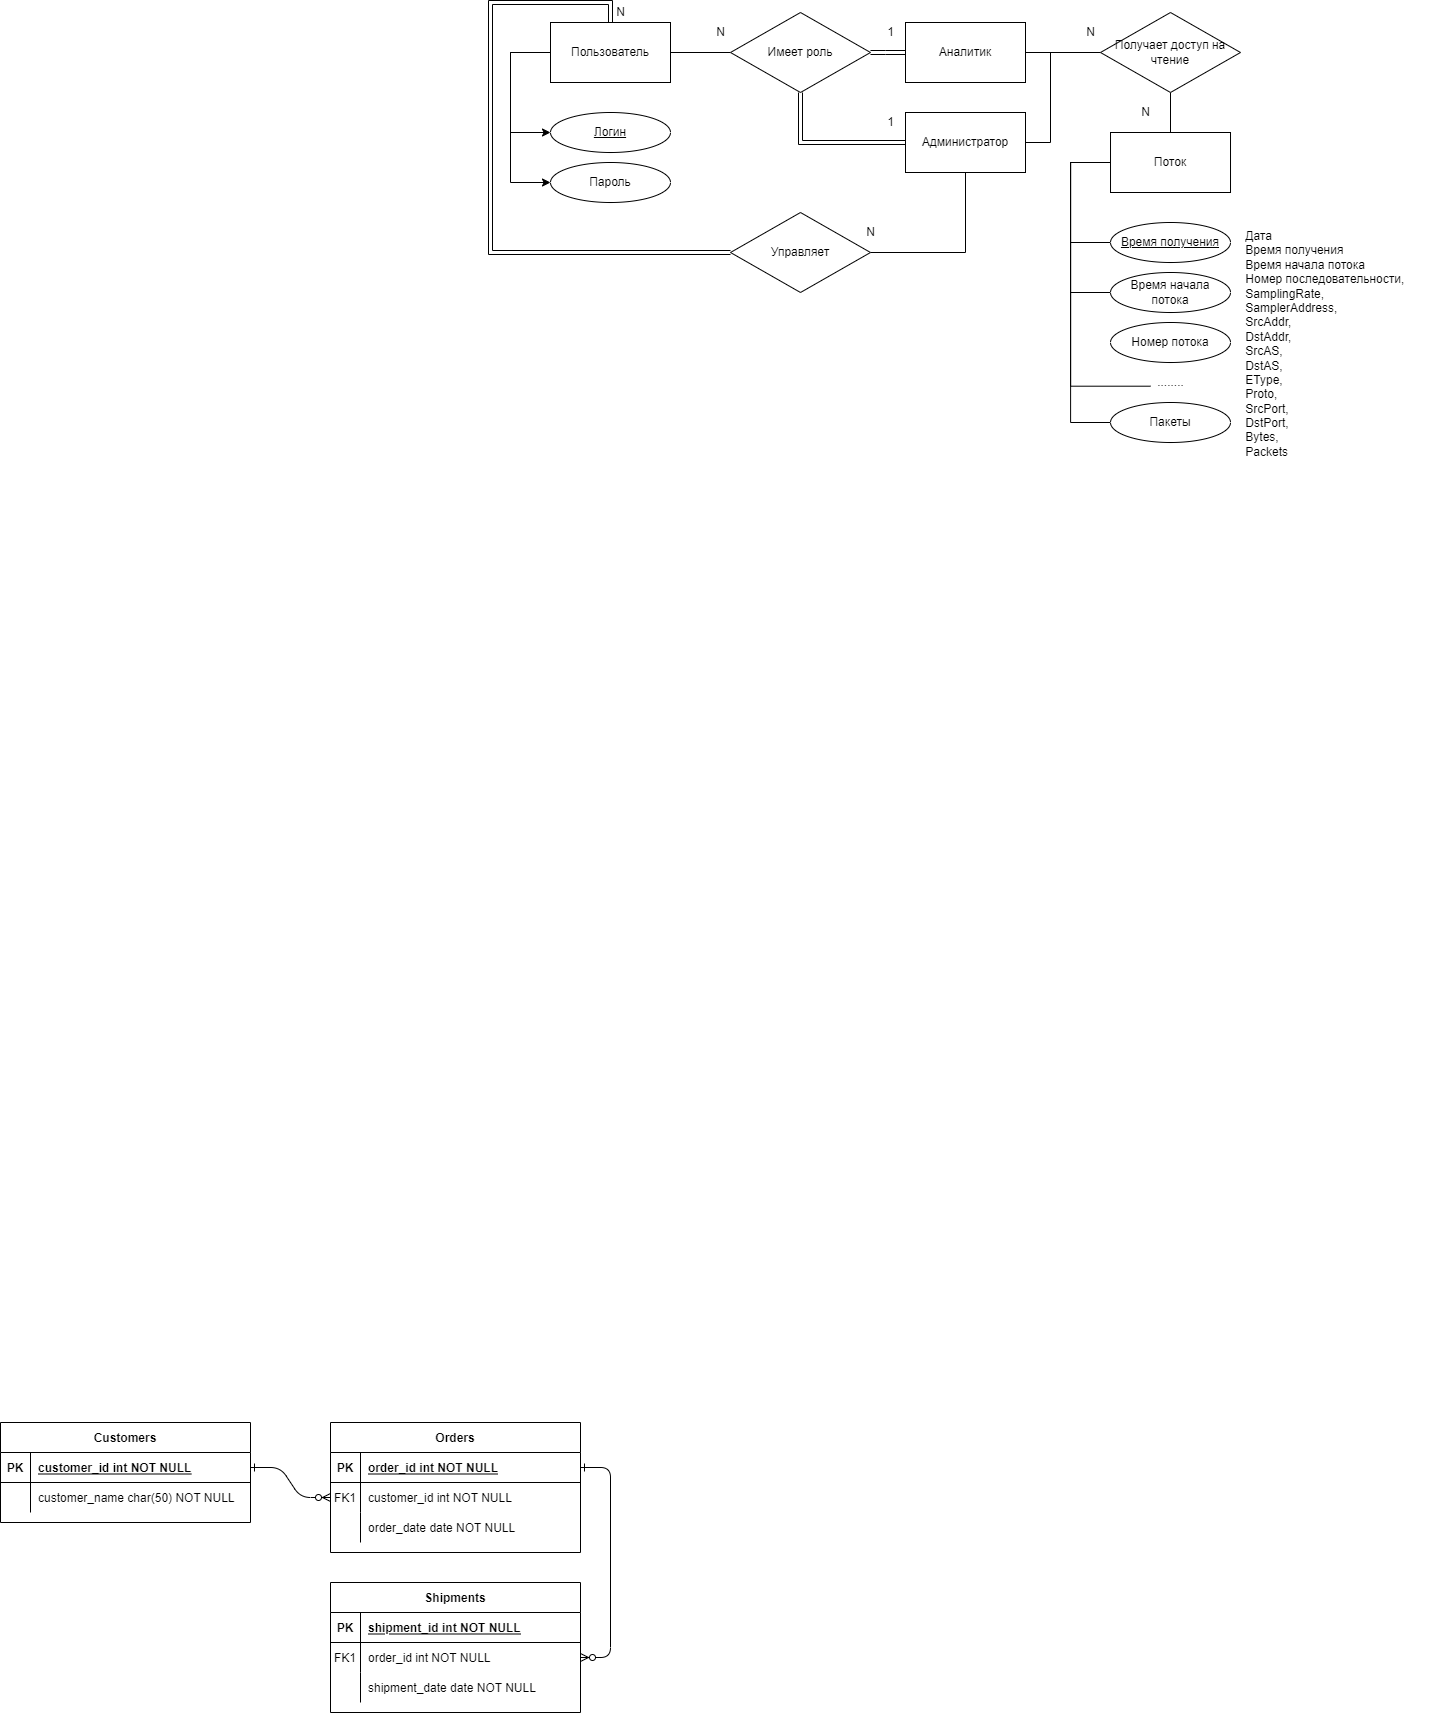 N
Пользователь
N
Имеет роль
1
Аналитик
N
Получает доступ на
чтение
Логин
Пароль
1
Администратор
N
Поток
Управляет
N
Время получения
Время начала
потока
Номер потока
........
Пакеты
Дата
Время получения
Время начала потока
Номер последовательности,
SamplingRate,
SamplerAddress,
SrcAddr,
DstAddr,
SrcAS,
DstAS,
EType,
Proto,
SrcPort,
DstPort,
Bytes,
Packets
Customers
PK customer_id int NOT NULL
customer_name char(50) NOT NULL
Orders
PK order_id int NOT NULL
FK1 customer_id int NOT NULL
order_date date NOT NULL
Shipments
PK shipment_id int NOT NULL
FK1 order_id int NOT NULL
shipment_date date NOT NULL